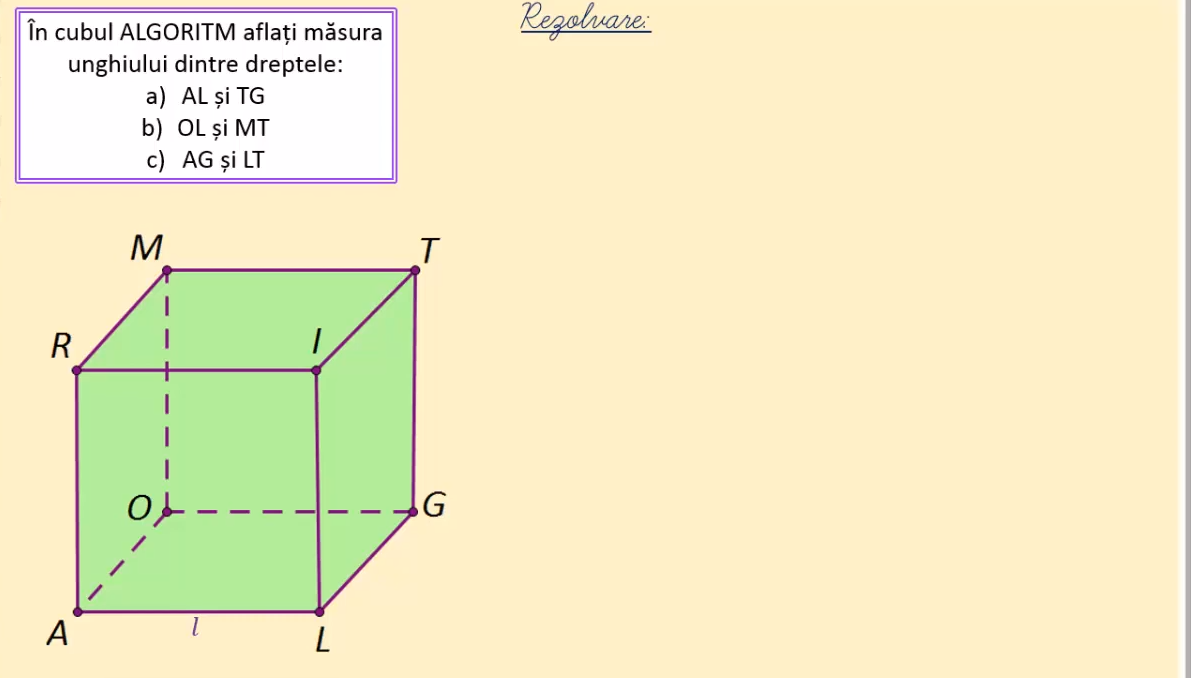 În cubul ALGORITM aflați măsura
unghiului dintre dreptele:
a) AL și TG
b) OL și MT
c) AG și LT
Rezolvare:
M
T
R
I
O
G
A
l
L